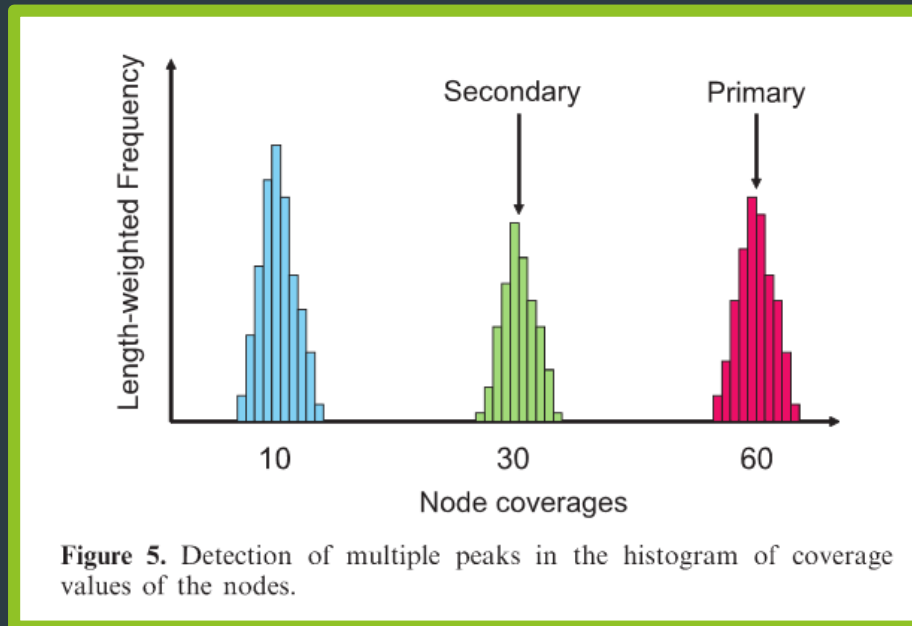 Length-weighted Frequency
Secondary
Primary
10
30
60
Node coverages
Figure 5. Detection of multiple peaks in the histogram of coverage
values of the nodes.